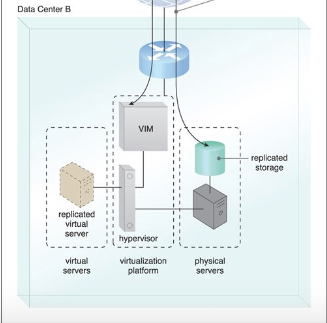 Data Center B
VIM
replicated
storage
replicated
virtual
server
hypervisor
virtual
servers
virtualization
platform
physical
servers